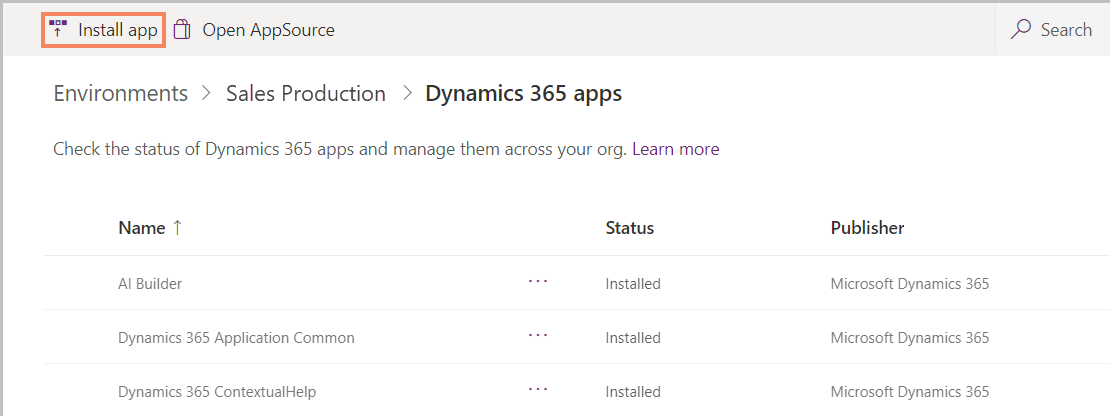 Install app Open AppSource Search
Environments > Sales Production > Dynamics 365 apps
Check the status of Dynamics 365 apps and manage them across your org. Learn more
Name ↑ Status Publisher
AI Builder ... Installed Microsoft Dynamics 365
Dynamics 365 Application Common ... Installed Microsoft Dynamics 365
Dynamics 365 ContextualHelp ... Installed Microsoft Dynamics 365